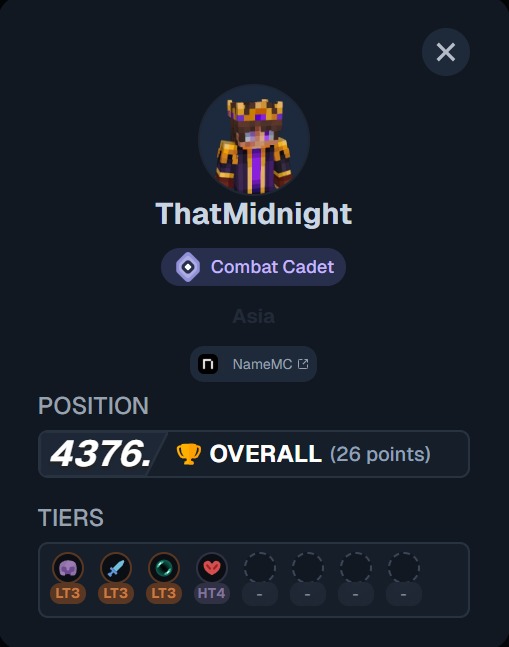 ThatMidnight
Combat Cadet
Asia
NameMC
POSITION
4376. OVERALL (26 points)
TIERS
LT3 LT3 LT3 HT4 - - - -